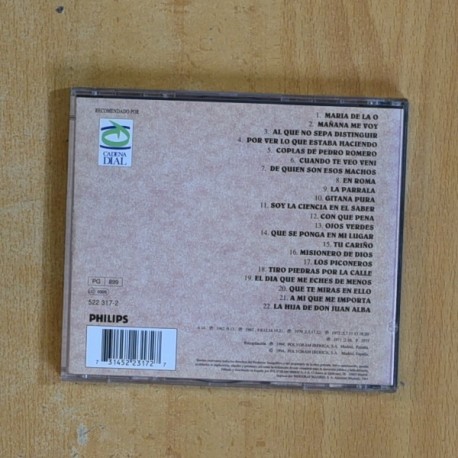 RECOMENDADO POR
CADENA
DIAL
1. MARIA DE LA O
2. MAÑANA ME VOY
3. AL QUE NO SEPA DISTINGUIR
4. POR VER LO QUE ESTABA HACIENDO
5. COPLAS DE PEDRO ROMERO
6. CUANDO TE VEO VENI
7. DE QUIEN SON ESOS MACHOS
8. EN ROMA
9. LA PARRALA
10. GITANA PURA
11. SOY LA CIENCIA EN EL SABER
12. CON QUE PENA
13. OJOS VERDES
14. QUE SE PONGA EN MI LUGAR
15. TU CARIÑO
16. MISIONERO DE DIOS
17. LOS PICONEROS
18. TIRO PIEDRAS POR LA CALLE
19. EL DIA QUE ME ECHES DE MENOS
20. QUE TE MIRAS EN ELLO
21. A MI QUE ME IMPORTA
22. LA HIJA DE DON JUAN ALBA
PG 899
522 317-2
PHILIPS
7 31452 23172 7